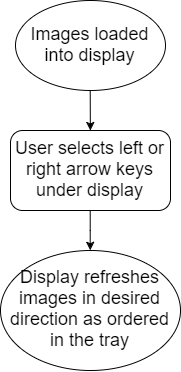 Images loaded
into display
User selects left or
right arrow keys
under display
Display refreshes
images in desired
direction as ordered
in the tray